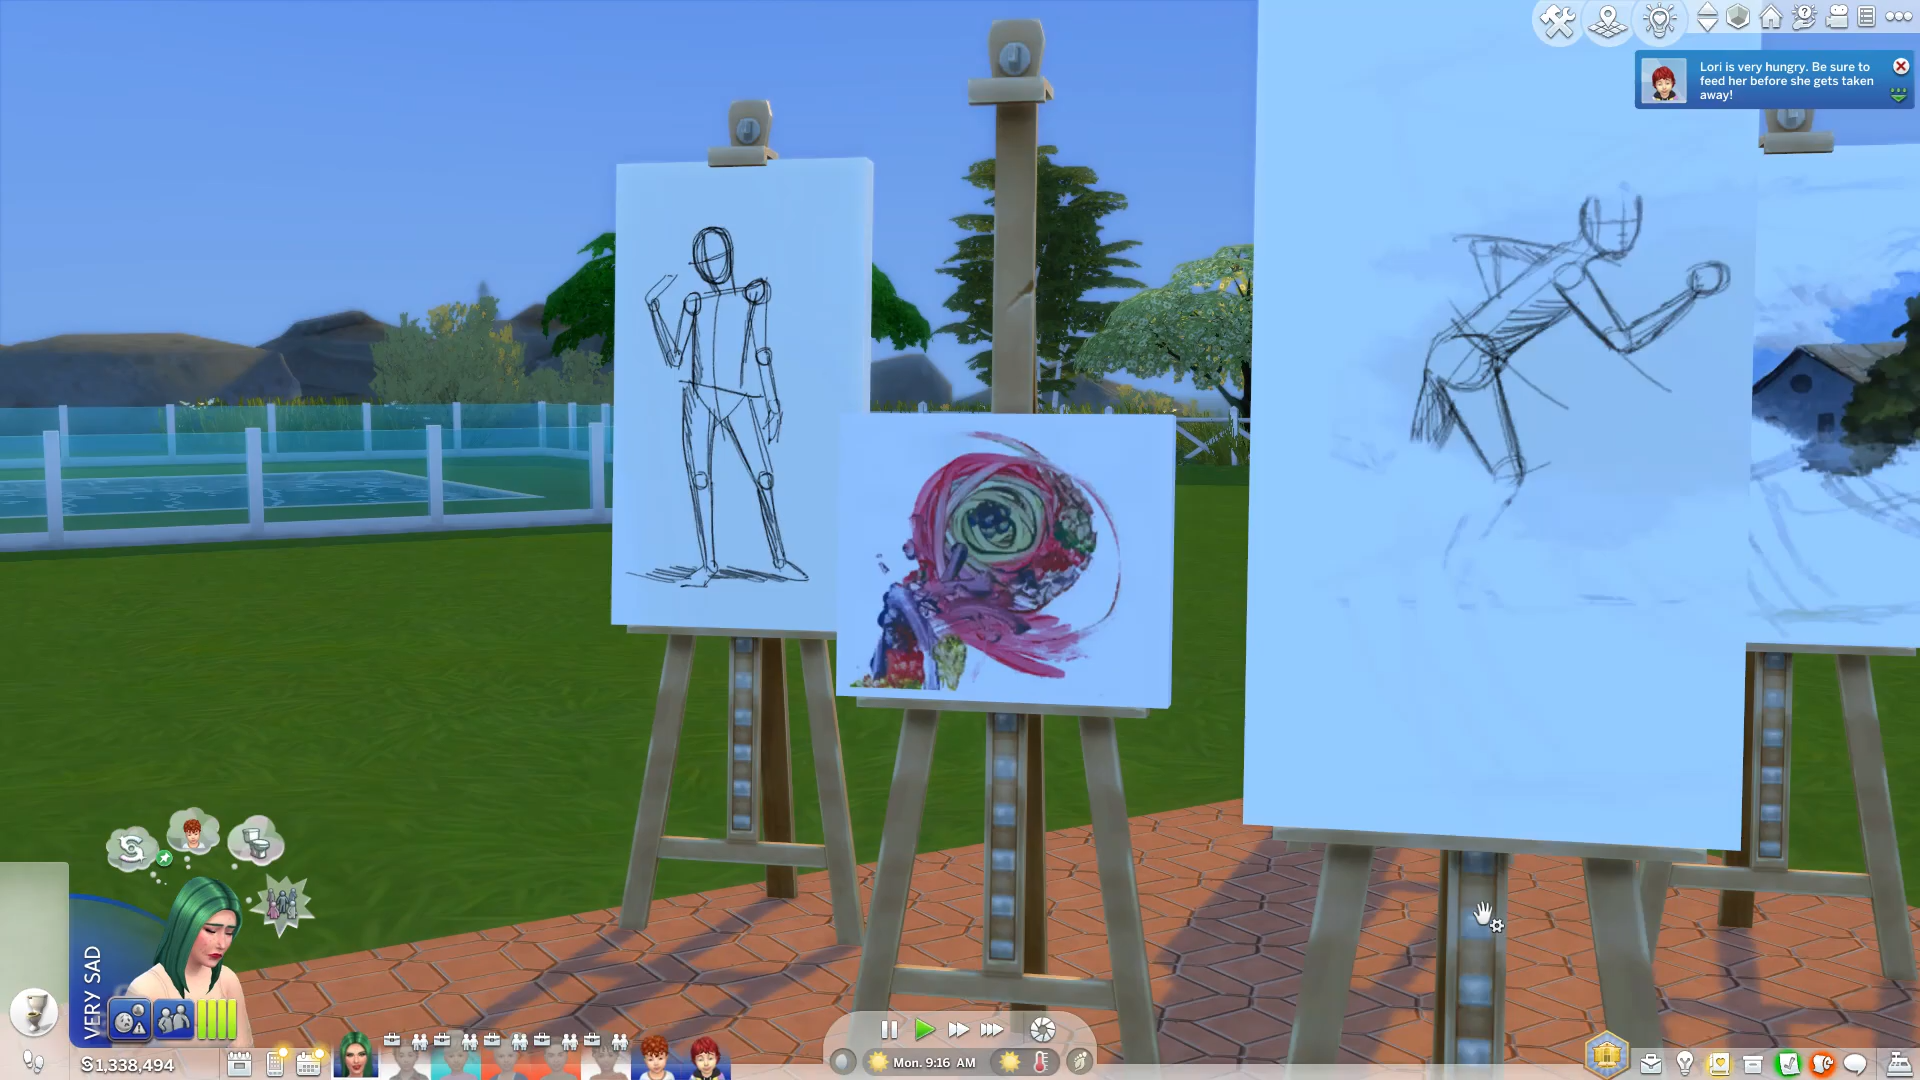 Lori is very hungry. Be sure to
feed her before she gets taken
away!
VERY SAD
§1,338,494
Mon. 9:16 AM